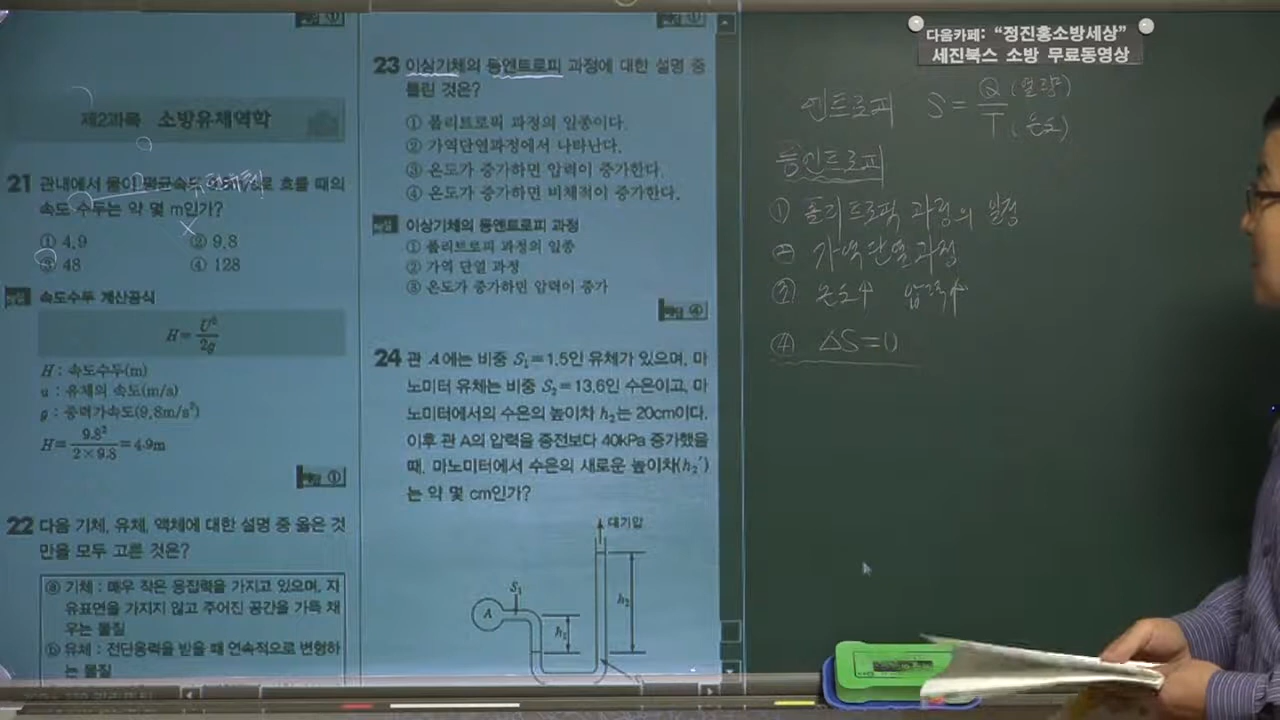 제2과목 소방유체역학
21 관내에서 물이 평균속도 9.8m/s로 흐를 때의
속도 수두는 약 몇 m인가?
① 4.9 ② 9.8
③ 48 ④ 128
해설 속도수두 계산공식
H=U²/2g
H : 속도수두(m)
u : 유체의 속도(m/s)
g : 중력가속도(9.8m/s²)
H=9.8²/2×9.8=4.9m
해답 ①
22 다음 기체, 유체, 액체에 대한 설명 중 옳은 것
만을 모두 고른 것은?
ⓐ 기체 : 매우 작은 응집력을 가지고 있으며, 자
유표면을 가지지 않고 주어진 공간을 가득 채
우는 물질
ⓑ 유체 : 전단응력을 받을 때 연속적으로 변형하
는 물질
해답 ①
23 이상기체의 등엔트로피 과정에 대한 설명 중
틀린 것은?
① 폴리트로픽 과정의 일종이다.
② 가역단열과정에서 나타난다.
③ 온도가 증가하면 압력이 증가한다.
④ 온도가 증가하면 비체적이 증가한다.
해설 이상기체의 등엔트로피 과정
① 폴리트로픽 과정의 일종
② 가역 단열 과정
③ 온도가 증가하면 압력이 증가
해답 ④
24 관 A에는 비중 S₁=1.5인 유체가 있으며, 마
노미터 유체는 비중 S₂=13.6인 수은이고, 마
노미터에서의 수은의 높이차 h₂는 20cm이다.
이후 관 A의 압력을 종전보다 40kPa 증가했을
때, 마노미터에서 수은의 새로운 높이차(h₂′)
는 약 몇 cm인가?
대기압
S₁
A
h₁
h₂
다음카페: "정진홍소방세상"
세진북스 소방 무료동영상
엔트로피 S=Q(열량)/T(온도)
등엔트로피
① 폴리트로픽 과정의 일정
② 가역단열과정
③ 온도↑ 압력↑
④ △S=0